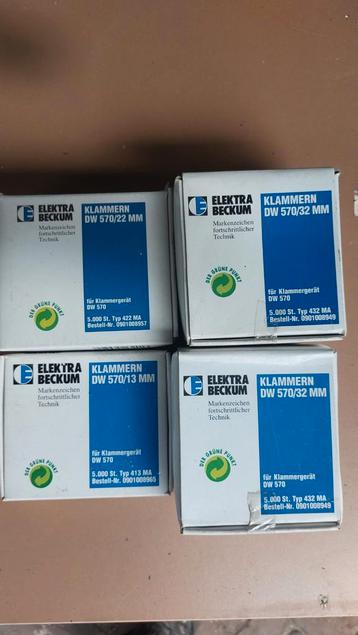 ELEKTRA
BECKUM
Markenzeichen
fortschrittlicher
Technik
DER GRÜNE PUNKT
KLAMMERN
DW 570/22 MM
für Klammergerät
DW 570
5.000 St. Typ 422 MA
Bestell-Nr. 0901008957
ELEKTRA
BECKUM
Markenzeichen
fortschrittlicher
Technik
DER GRÜNE PUNKT
KLAMMERN
DW 570/32 MM
für Klammergerät
DW 570
5.000 St. Typ 432 MA
Bestell-Nr. 0901008949
ELEKTRA
BECKUM
Markenzeichen
fortschrittlicher
Technik
DER GRÜNE PUNKT
KLAMMERN
DW 570/13 MM
für Klammergerät
DW 570
5.000 St. Typ 413 MA
Bestell-Nr. 0901008965
ELEKTRA
BECKUM
Markenzeichen
fortschrittlicher
Technik
DER GRÜNE PUNKT
KLAMMERN
DW 570/32 MM
für Klammergerät
DW 570
5.000 St. Typ 432 MA
Bestell-Nr. 0901008949